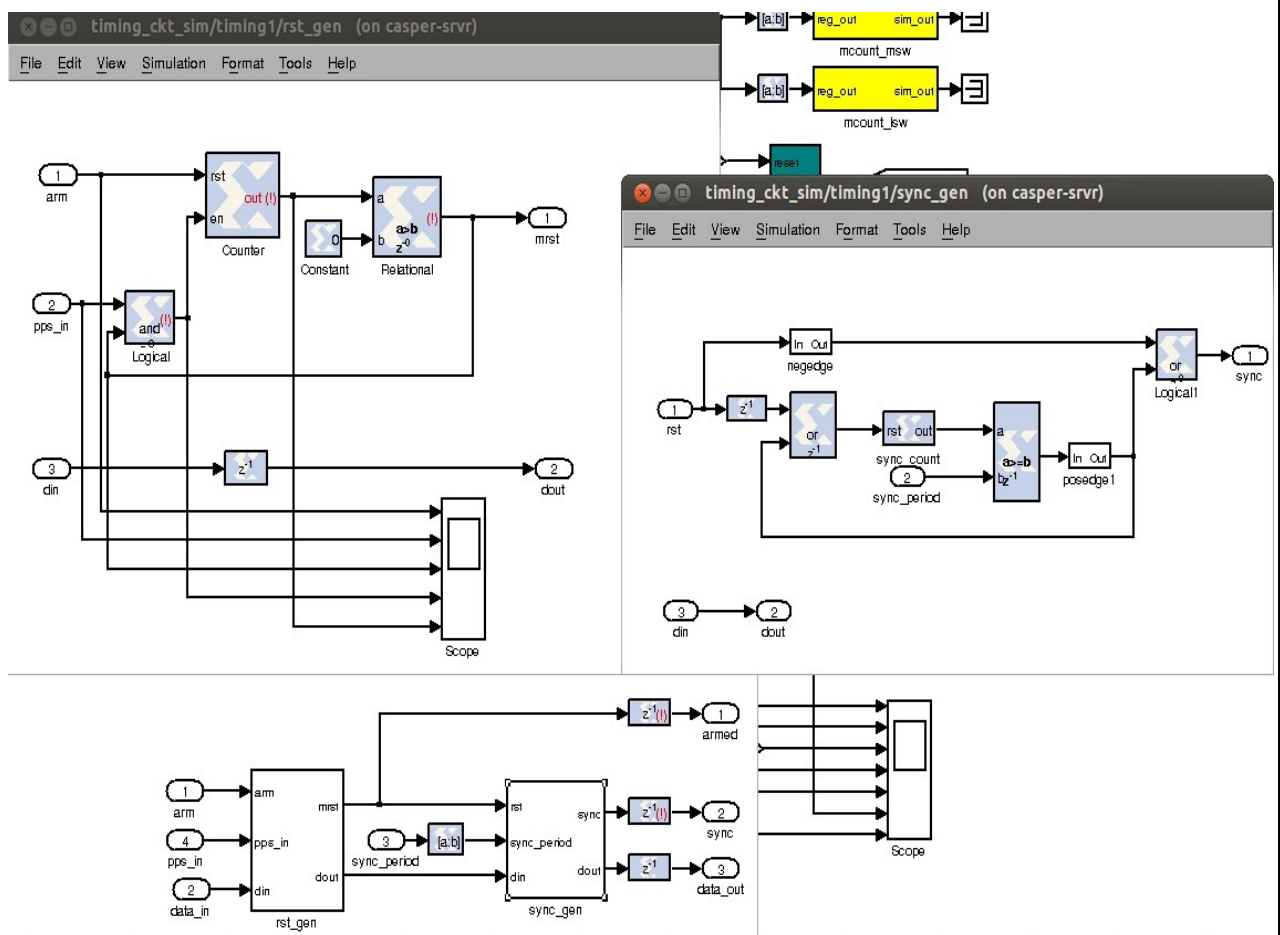 timing_ckt_sim/timing1/rst_gen (on casper-srvr)
File Edit View Simulation Format Tools Help
1
arm
rst
en
out (!)
Counter
0
Constant
a
b
a>b
z-0
(!)
Relational
1
mrst
2
pps_in
and
(!)
Logical
3
din
z-1
2
dout
Scope
[a:b]
reg_out sim_out
mcount_msw
[a:b]
reg_out sim_out
mcount_lsw
reset
timing_ckt_sim/timing1/sync_gen (on casper-srvr)
File Edit View Simulation Format Tools Help
In Out
negedge
or
Logical1
1
sync
1
rst
z-1
or
z-1
rst out
sync_count
2
sync_period
a
a>=b
b z-1
In Out
posedge1
3
din
2
dout
z-1 (!)
1
armed
1
arm
4
pps_in
2
data_in
arm
pps_in
din
mrst
dout
rst_gen
3
sync_period
[a:b]
rst
sync_period
din
sync
dout
sync_gen
z-1 (!)
2
sync
z-1
3
data_out
Scope